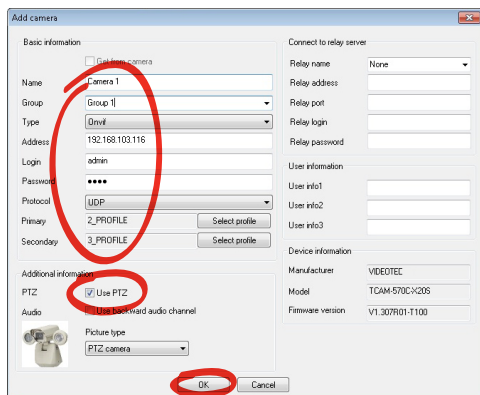 Add camera
Basic information
Get from camera
Name Camera 1
Group Group 1
Type Onvif
Address 192.168.103.116
Login admin
Password ●●●●
Protocol UDP
Primary 2_PROFILE Select profile
Secondary 3_PROFILE Select profile
Additional information
PTZ Use PTZ
Audio Use backward audio channel
Picture type
PTZ camera
Connect to relay server
Relay name None
Relay address
Relay port
Relay login
Relay password
User information
User info1
User info2
User info3
Device information
Manufacturer VIDEOTEC
Model TCAM-570C-X20S
Firmware version V1.307R01-T100
OK Cancel